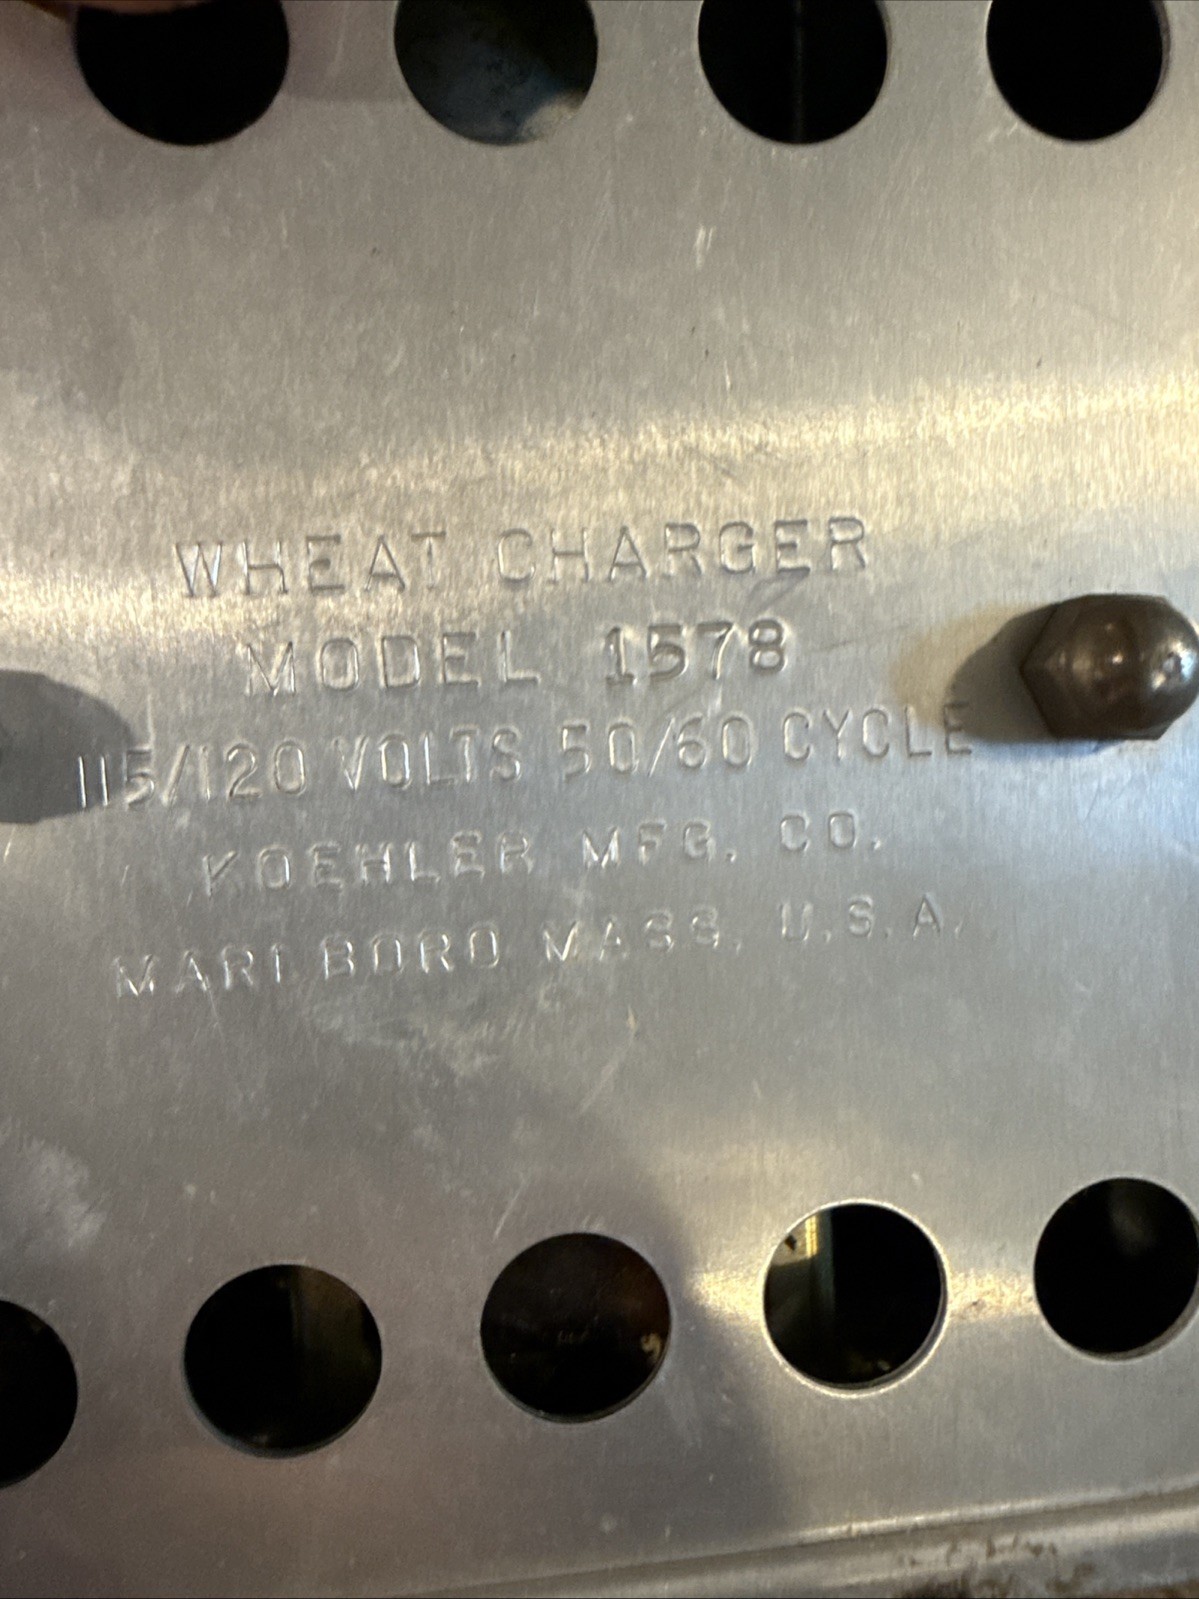 WHEAT CHARGER
MODEL 1578
115/120 VOLTS 50/60 CYCLE
KOEHLER MFG. CO.
MARLBORO MASS. U.S.A.